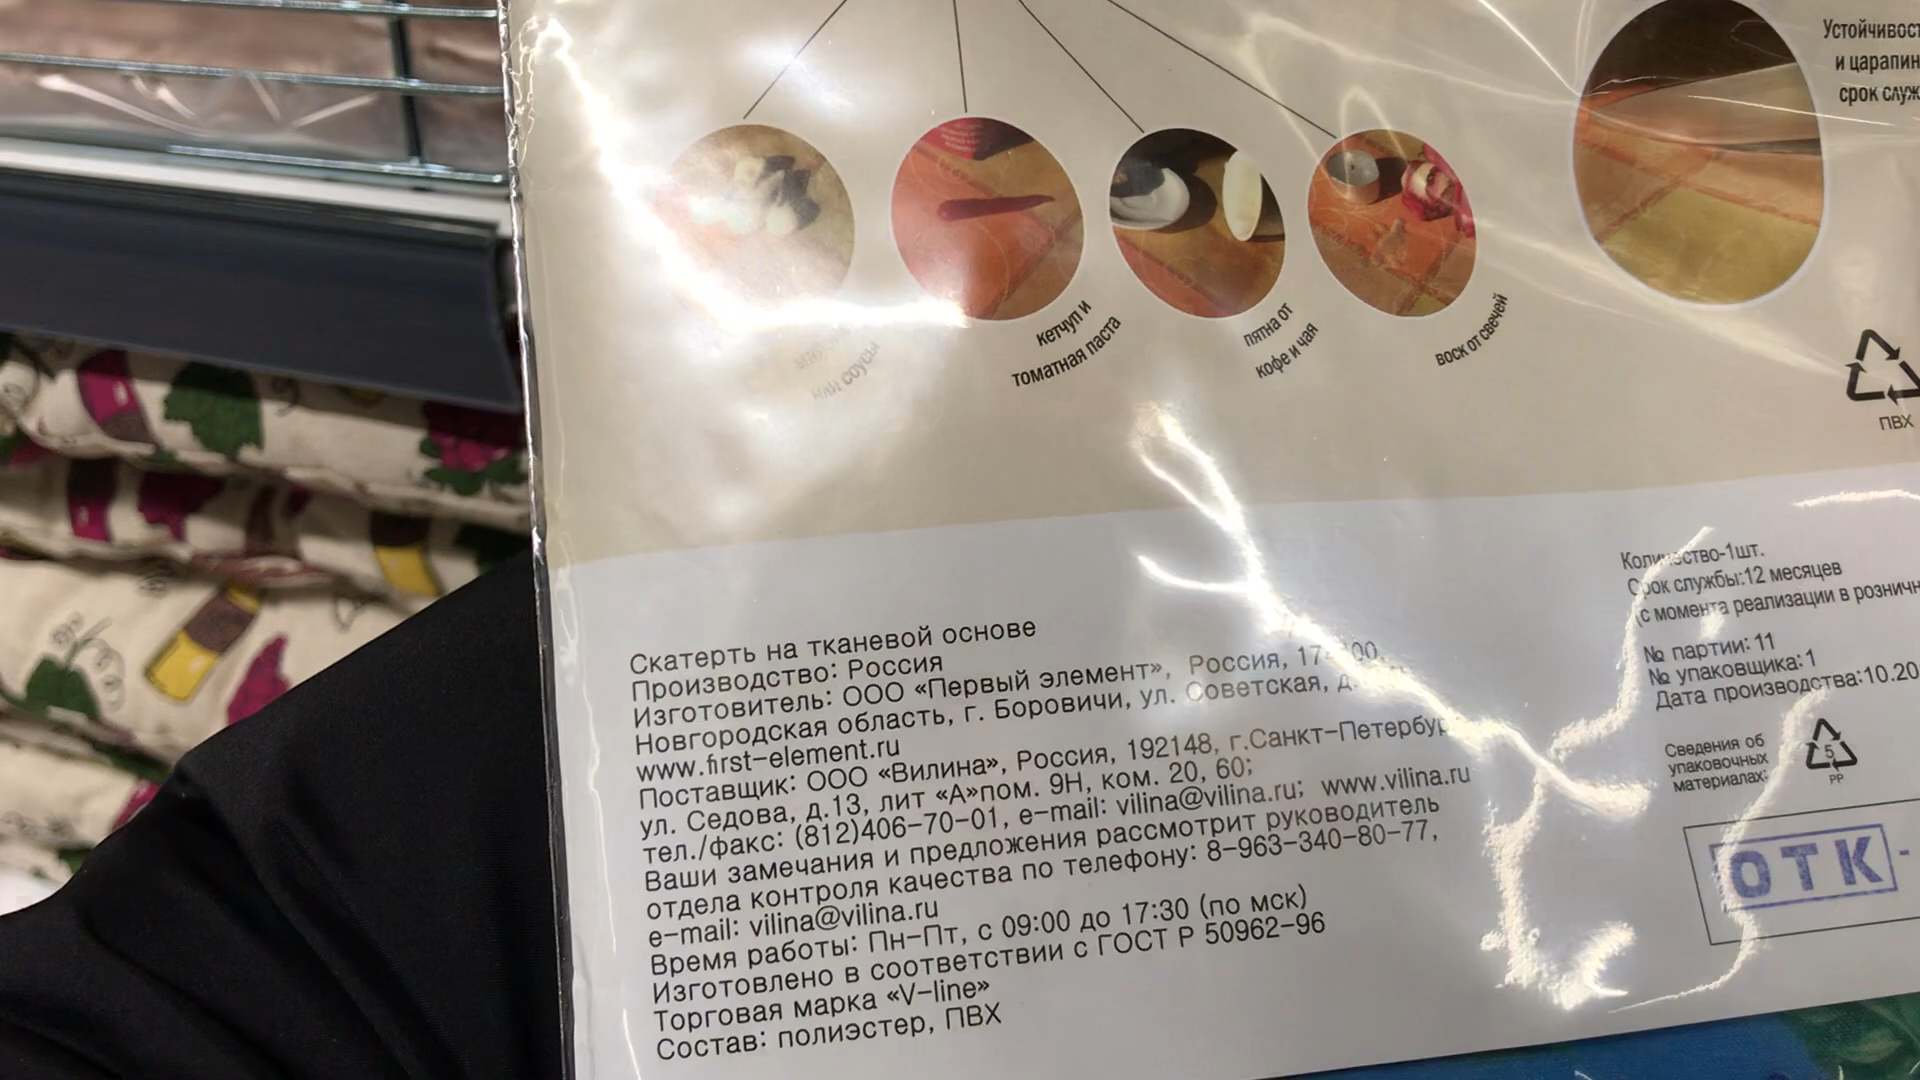 Устойчивост
и царапин
срок служ
или соусы
кетчуп и
томатная паста
пятна от
кофе и чая
воск от свечей
ПВХ
Количество-1шт.
Срок службы:12 месяцев
(с момента реализации в розничн
№ партии: 11
№ упаковщика:1
Дата производства:10.20
Сведения об
упаковочных
материалах:
5
PP
ОТК-
Скатерть на тканевой основе
Производство: Россия
Изготовитель: ООО «Первый элемент», Россия,
Новгородская область, г. Боровичи, ул. Советская, д.
www.first-element.ru
Поставщик: ООО «Вилина», Россия, 192148, г.Санкт-Петербур
ул. Седова, д.13, лит «А»пом. 9Н, ком. 20, 60;
тел./факс: (812)406-70-01, e-mail: vilina@vilina.ru; www.vilina.ru
Ваши замечания и предложения рассмотрит руководитель
отдела контроля качества по телефону: 8-963-340-80-77,
e-mail: vilina@vilina.ru
Время работы: Пн-Пт, с 09:00 до 17:30 (по мск)
Изготовлено в соответствии с ГОСТ Р 50962-96
Торговая марка «V-line»
Состав: полиэстер, ПВХ